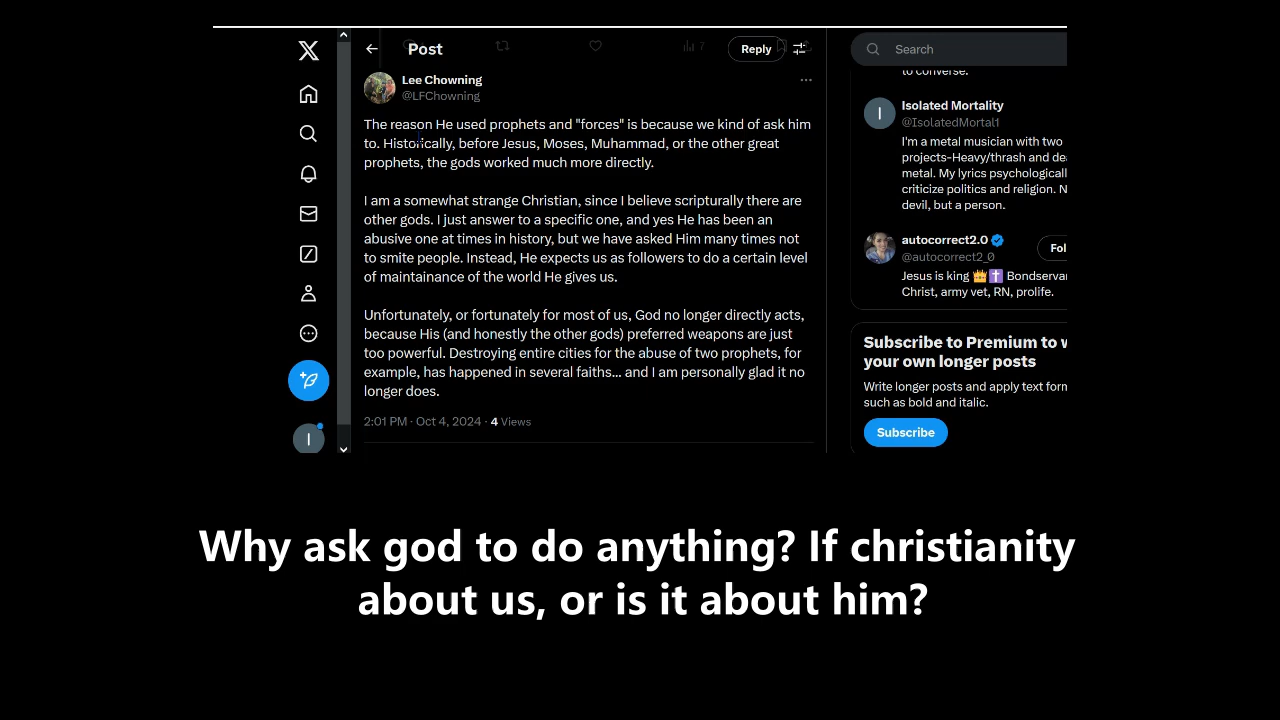 Post
Reply
7
Search
Lee Chowning
@LFChowning
The reason He used prophets and "forces" is because we kind of ask him
to. Historically, before Jesus, Moses, Muhammad, or the other great
prophets, the gods worked much more directly.
I am a somewhat strange Christian, since I believe scripturally there are
other gods. I just answer to a specific one, and yes He has been an
abusive one at times in history, but we have asked Him many times not
to smite people. Instead, He expects us as followers to do a certain level
of maintainance of the world He gives us.
Unfortunately, or fortunately for most of us, God no longer directly acts,
because His (and honestly the other gods) preferred weapons are just
too powerful. Destroying entire cities for the abuse of two prophets, for
example, has happened in several faiths... and I am personally glad it no
longer does.
2:01 PM · Oct 4, 2024 · 4 Views
I
to converse.
I
Isolated Mortality
@IsolatedMortal1
I'm a metal musician with two
projects-Heavy/thrash and dea
metal. My lyrics psychological
criticize politics and religion. N
devil, but a person.
autocorrect2.0
@autocorrect2_0
Fol
Jesus is king 👑✝️ Bondservan
Christ, army vet, RN, prolife.
Subscribe to Premium to w
your own longer posts
Write longer posts and apply text form
such as bold and italic.
Subscribe
Why ask god to do anything? If christianity
about us, or is it about him?